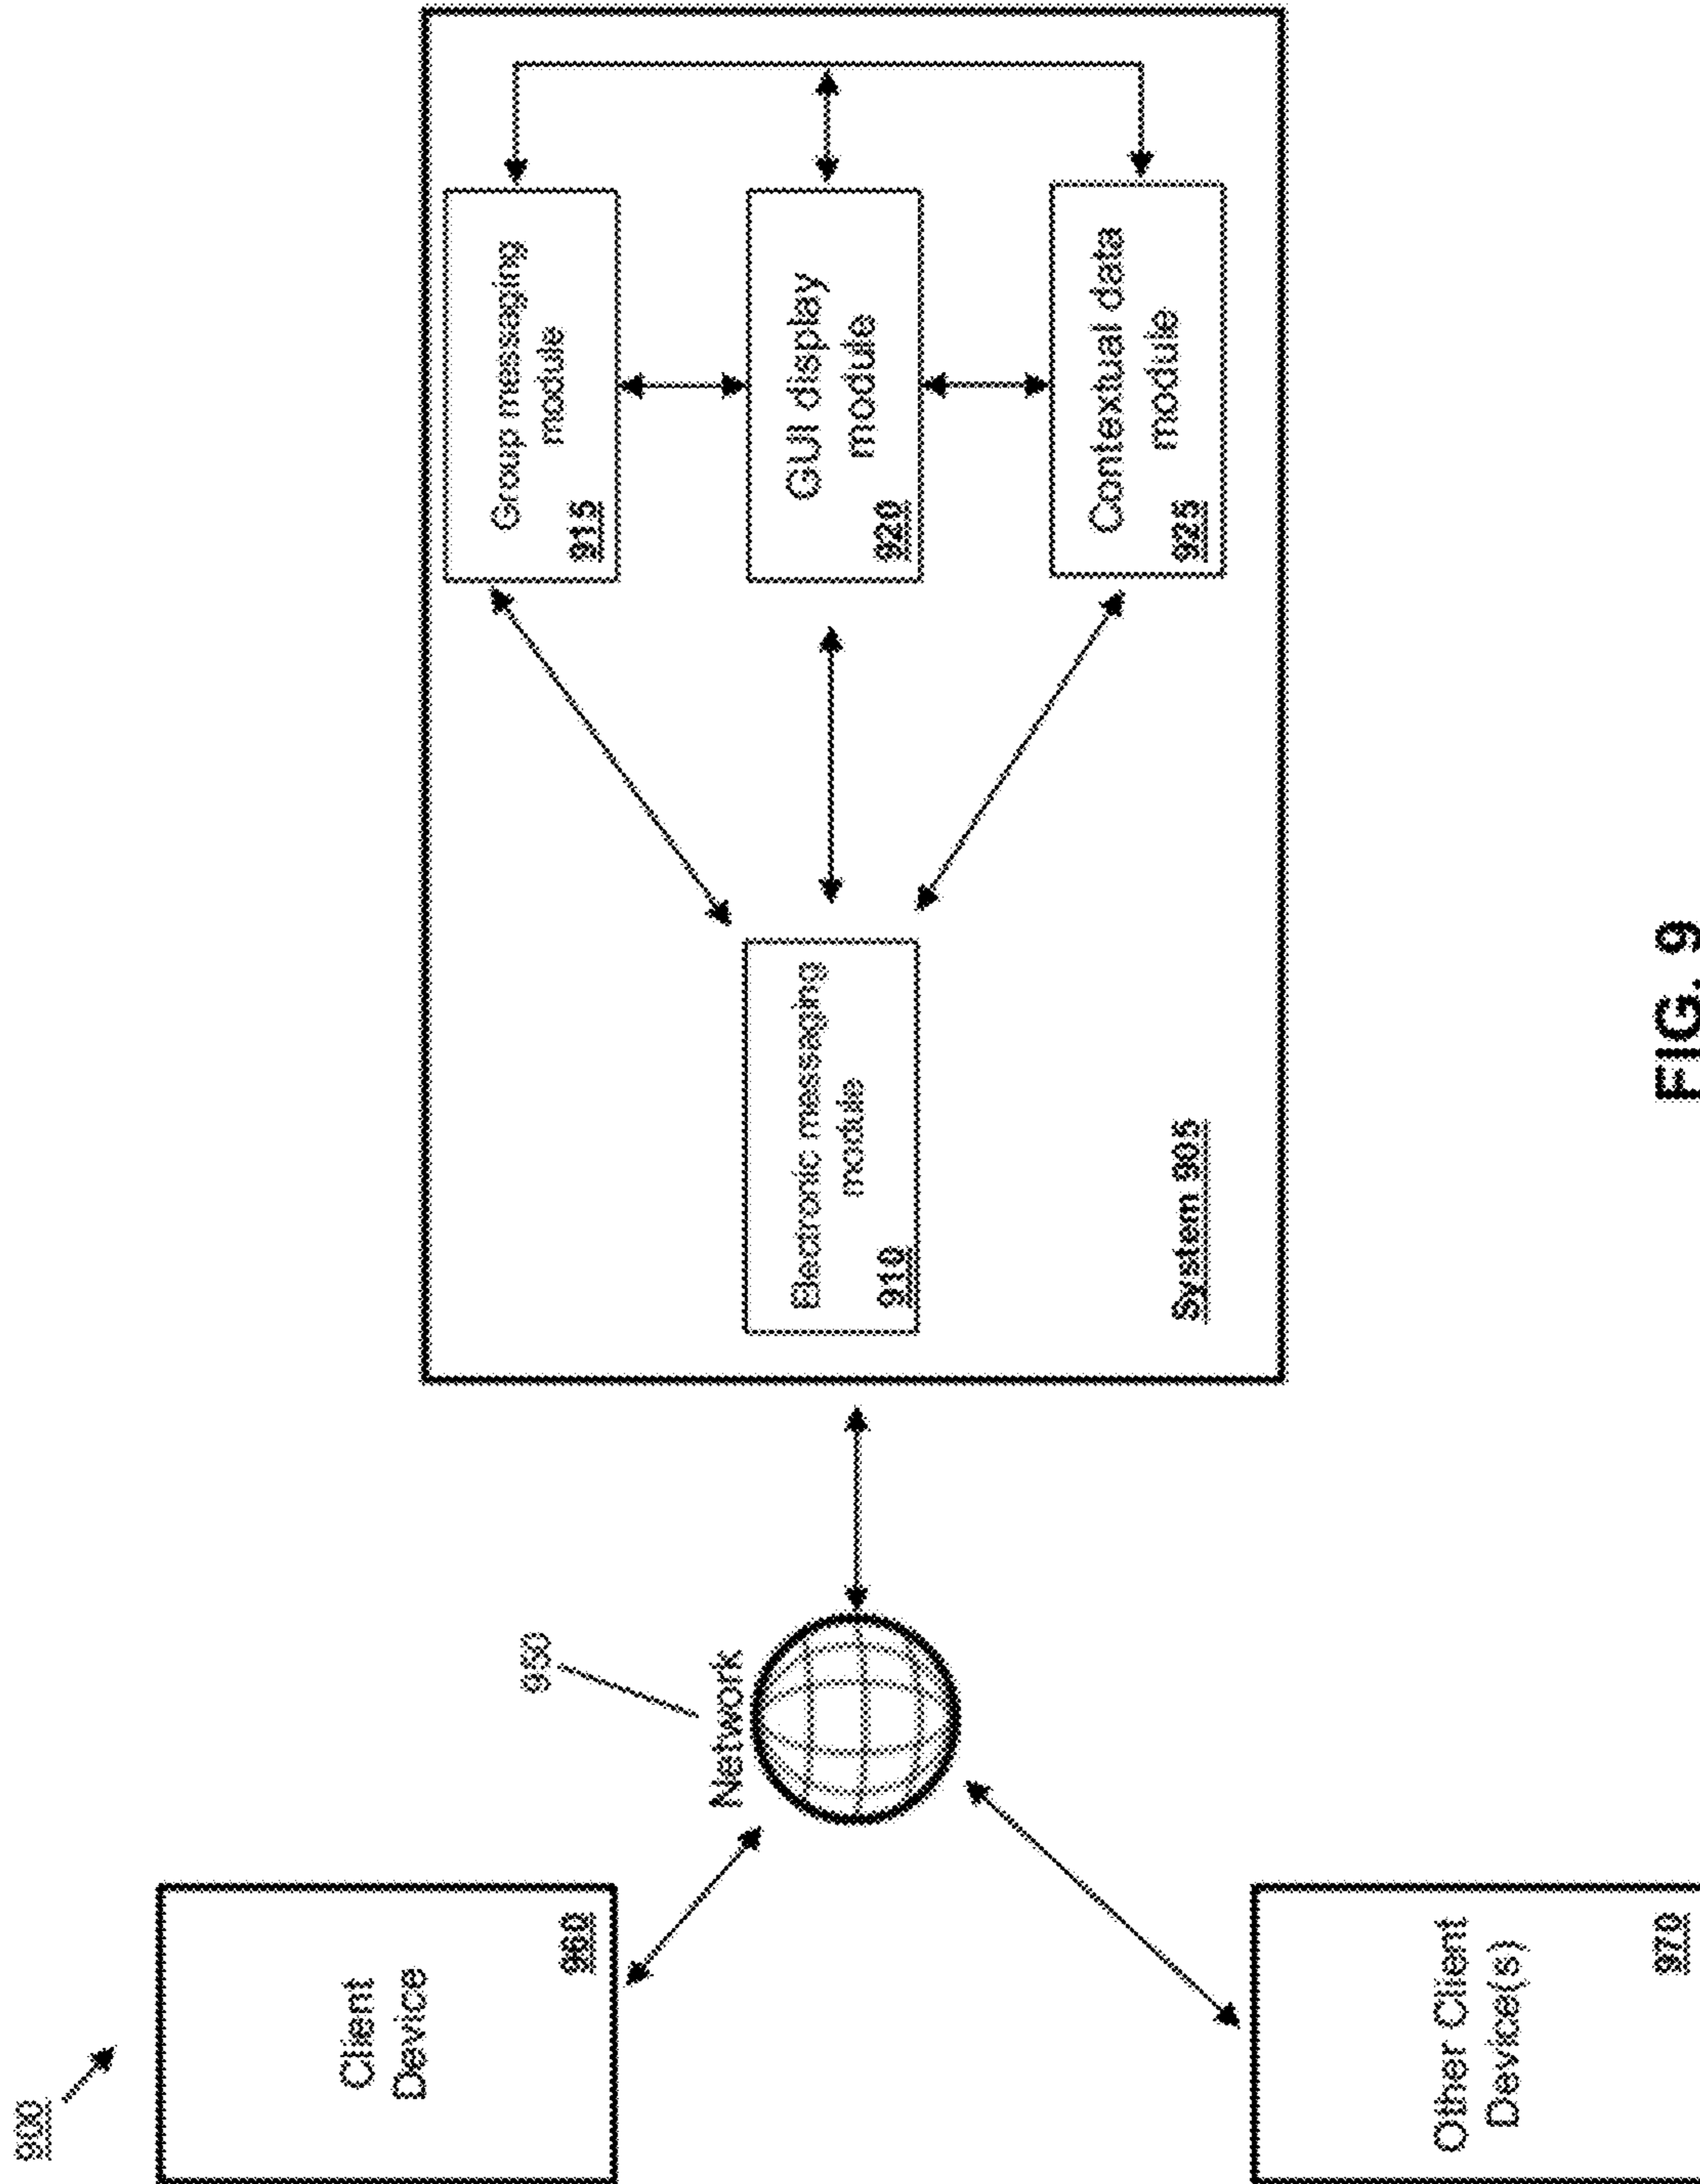 900
Client
Device
960
Network
950
Other Client
Device(s)
970
Electronic messaging
module
910
System 905
Group messaging
module
915
GUI display
module
920
Contextual data
module
925
FIG. 9